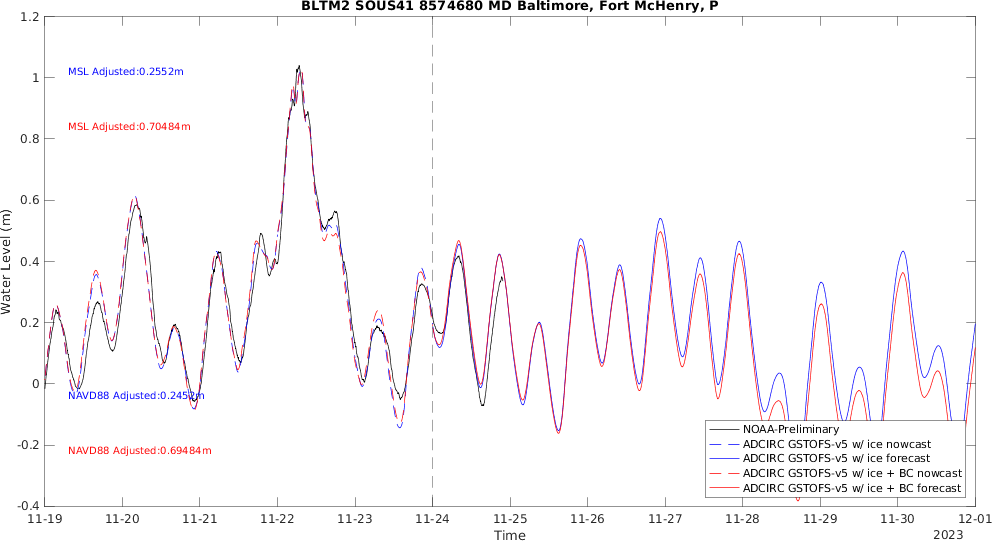 BLTM2 SOUS41 8574680 MD Baltimore, Fort McHenry, P
1.2
1
0.8
0.6
0.4
0.2
0
-0.2
-0.4
Water Level (m)
MSL Adjusted:0.2552m
MSL Adjusted:0.70484m
NAVD88 Adjusted:0.2452m
NAVD88 Adjusted:0.69484m
NOAA-Preliminary
ADCIRC GSTOFS-v5 w/ ice nowcast
ADCIRC GSTOFS-v5 w/ ice forecast
ADCIRC GSTOFS-v5 w/ ice + BC nowcast
ADCIRC GSTOFS-v5 w/ ice + BC forecast
11-19 11-20 11-21 11-22 11-23 11-24 11-25 11-26 11-27 11-28 11-29 11-30 12-01
Time
2023